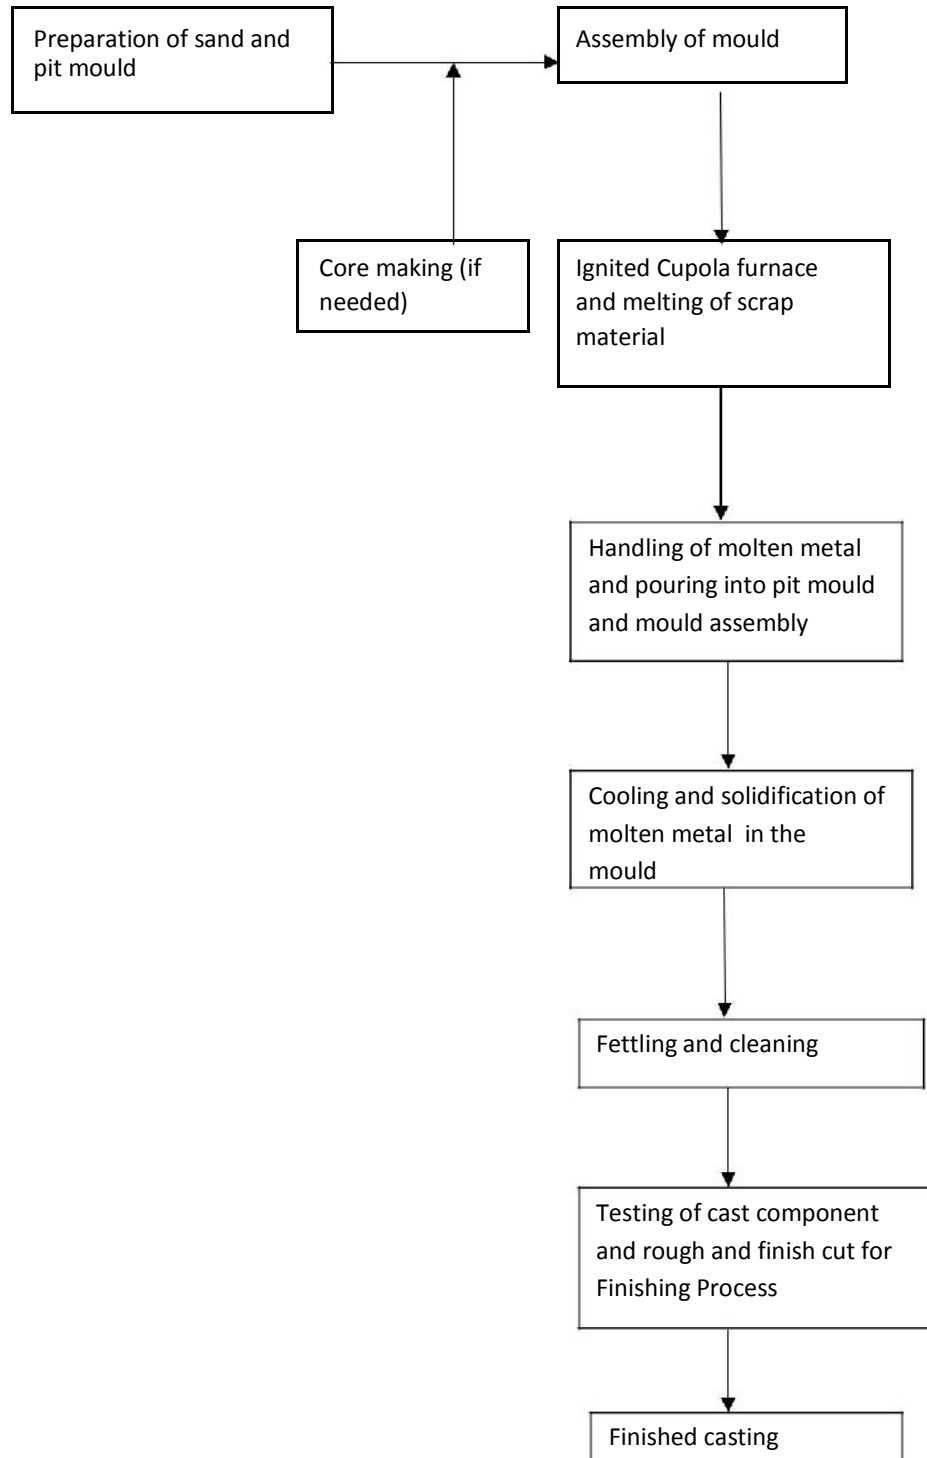 Preparation of sand and
pit mould
Assembly of mould
Core making (if
needed)
Ignited Cupola furnace
and melting of scrap
material
Handling of molten metal
and pouring into pit mould
and mould assembly
Cooling and solidification of
molten metal  in the
mould
Fettling and cleaning
Testing of cast component
and rough and finish cut for
Finishing Process
Finished casting